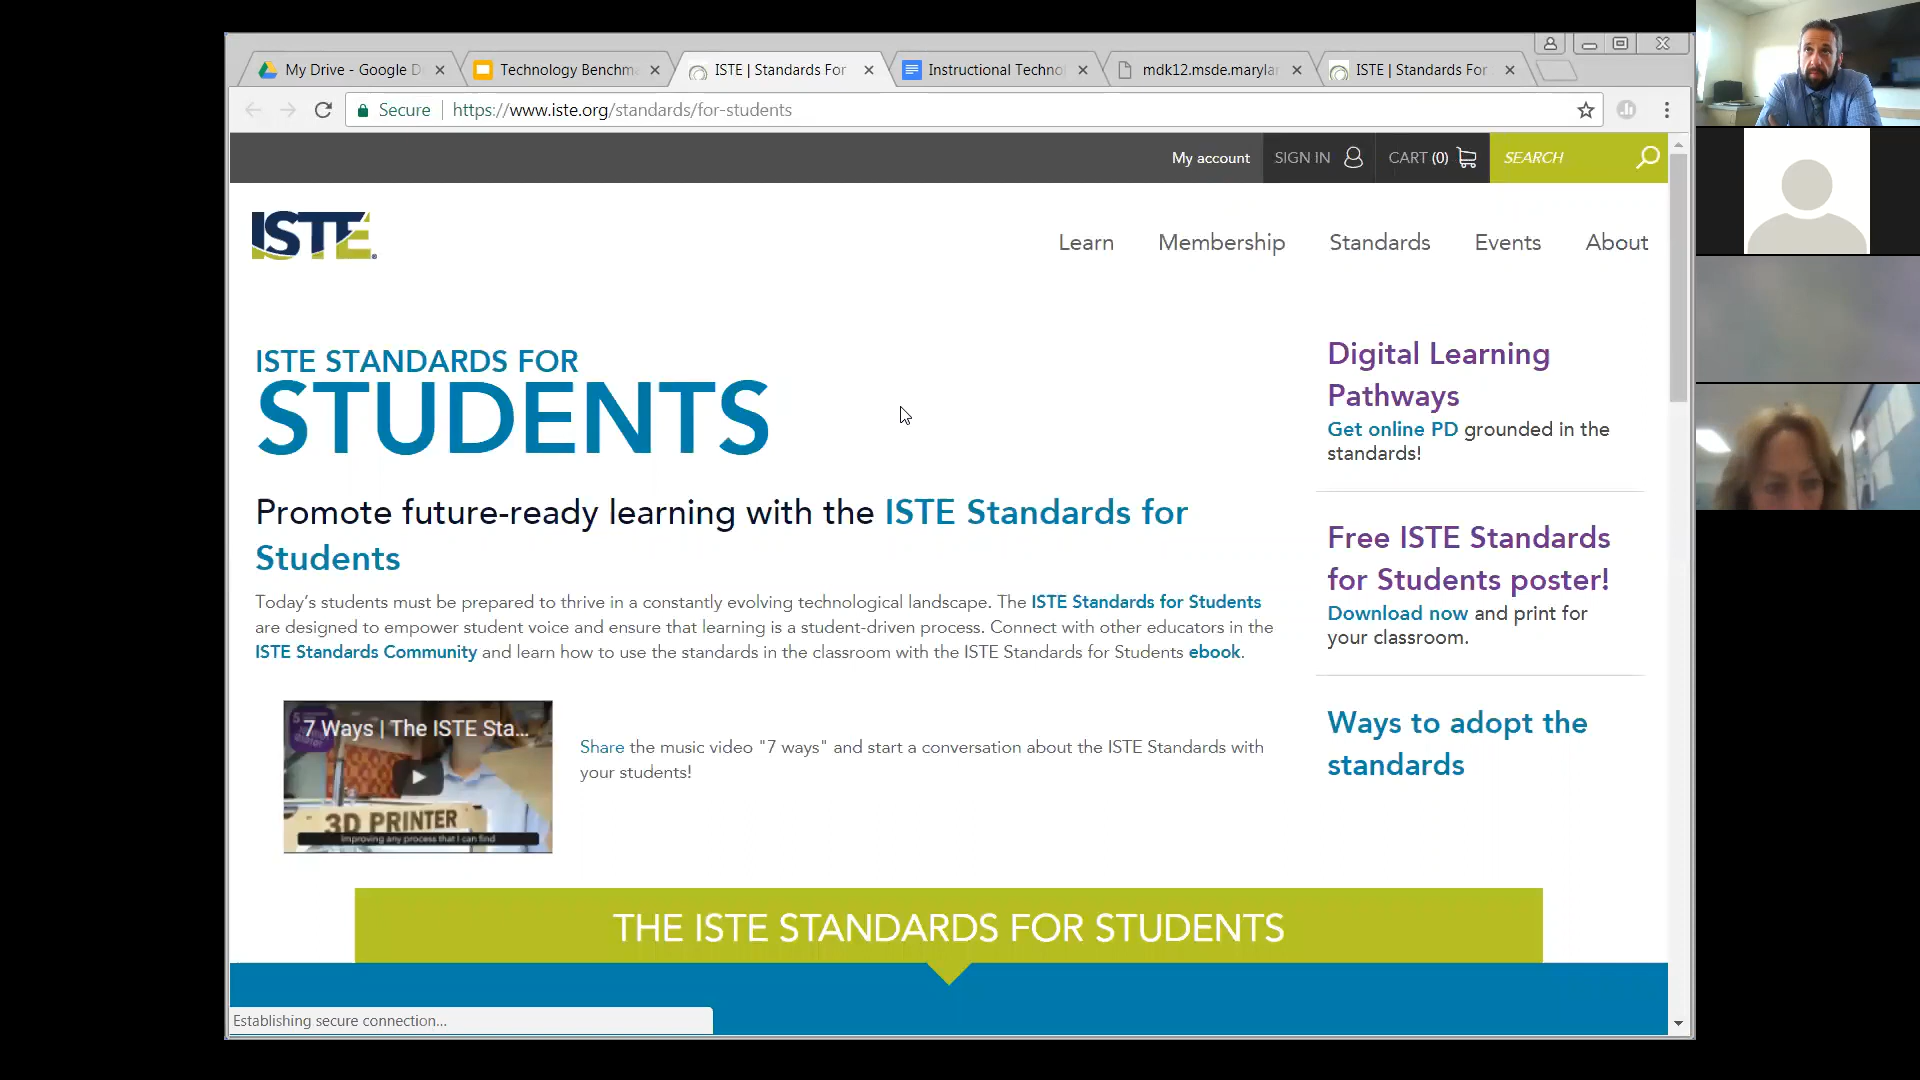 My Drive - Google D
Technology Benchm
ISTE | Standards For
Instructional Techno
mdk12.msde.maryla
ISTE | Standards For
Secure
https://www.iste.org/standards/for-students
My account
SIGN IN
CART (0)
SEARCH
ISTE®
Learn
Membership
Standards
Events
About
ISTE STANDARDS FOR
STUDENTS
Promote future-ready learning with the ISTE Standards for
Students
Today's students must be prepared to thrive in a constantly evolving technological landscape. The ISTE Standards for Students
are designed to empower student voice and ensure that learning is a student-driven process. Connect with other educators in the
ISTE Standards Community and learn how to use the standards in the classroom with the ISTE Standards for Students ebook.
7 Ways | The ISTE Sta...
3D PRINTER
improving any process that I can find
Share the music video "7 ways" and start a conversation about the ISTE Standards with
your students!
Digital Learning
Pathways
Get online PD grounded in the
standards!
Free ISTE Standards
for Students poster!
Download now and print for
your classroom.
Ways to adopt the
standards
THE ISTE STANDARDS FOR STUDENTS
Establishing secure connection...